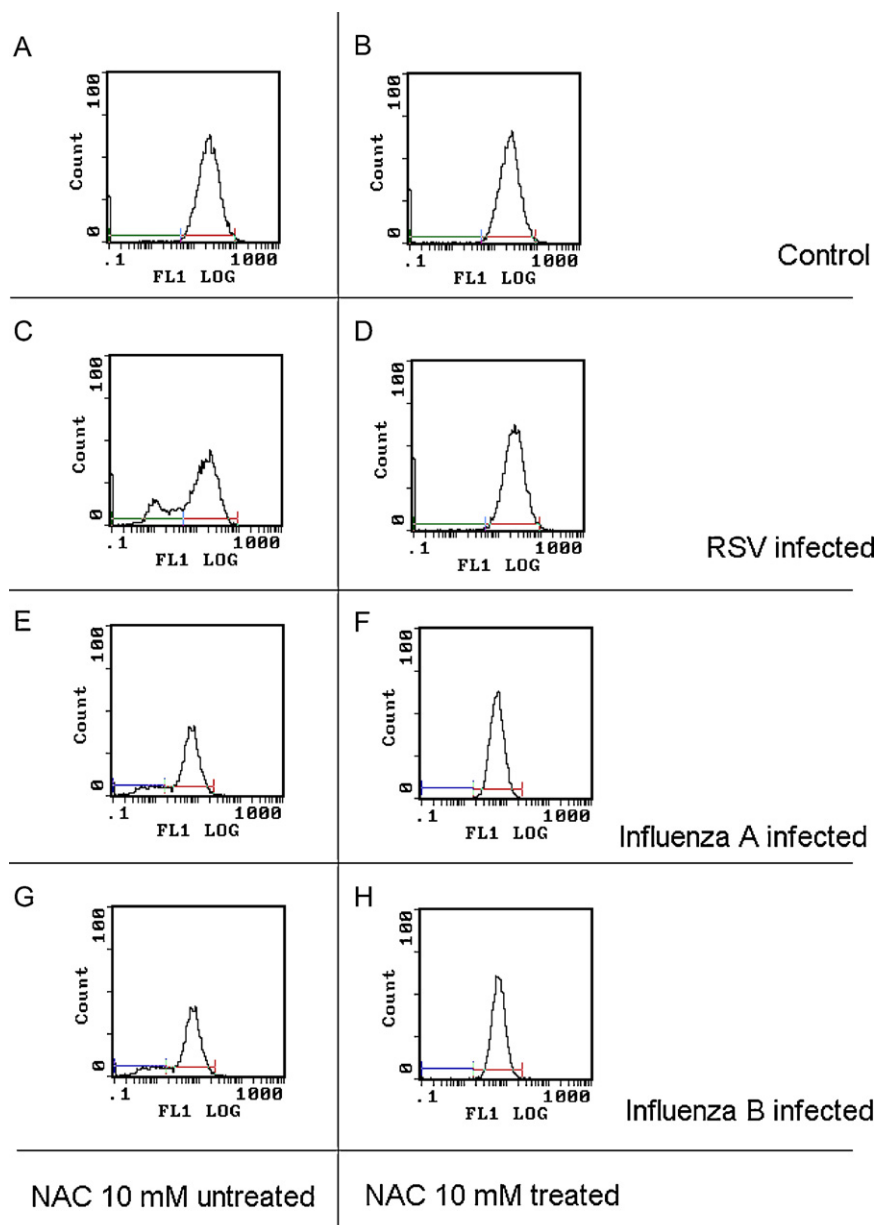 A
100
Count
0
.1 1000
FL1 LOG
B
100
Count
0
.1 1000
FL1 LOG
Control
C
100
Count
0
.1 1000
FL1 LOG
D
100
Count
0
.1 1000
FL1 LOG
RSV infected
E
100
Count
0
.1 1000
FL1 LOG
F
100
Count
0
.1 1000
FL1 LOG
Influenza A infected
G
100
Count
0
.1 1000
FL1 LOG
H
100
Count
0
.1 1000
FL1 LOG
Influenza B infected
NAC 10 mM untreated
NAC 10 mM treated